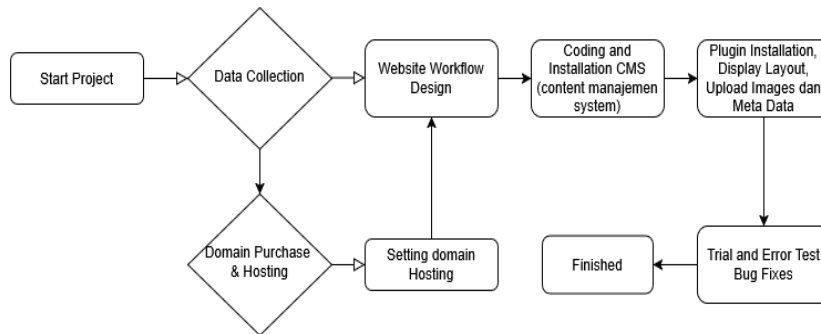 Start Project
Data Collection
Website Workflow
Design
Coding and
Installation CMS
(content manajemen
system)
Plugin Installation,
Display Layout,
Upload Images dan
Meta Data
Domain Purchase
& Hosting
Setting domain
Hosting
Finished
Trial and Error Test
Bug Fixes